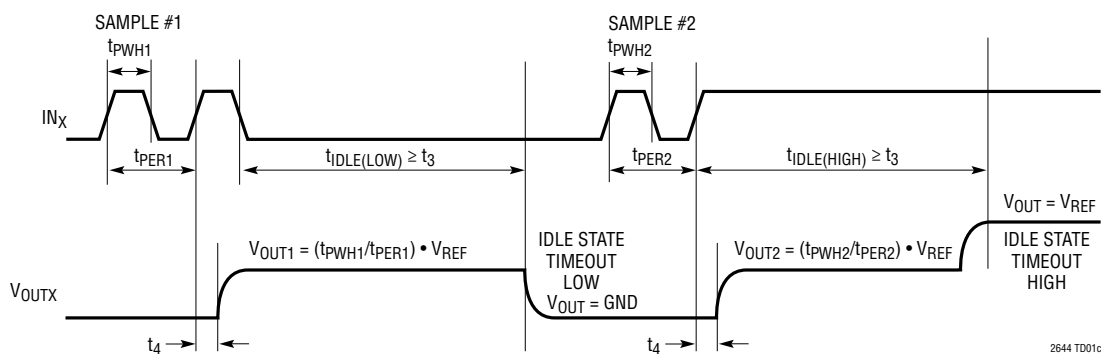 SAMPLE #1
tPWH1
SAMPLE #2
tPWH2
INX
tPER1
tIDLE(LOW) ≥ t3
tPER2
tIDLE(HIGH) ≥ t3
VOUT = VREF
VOUT1 = (tPWH1/tPER1) • VREF
IDLE STATE
TIMEOUT
LOW
VOUT = GND
VOUT2 = (tPWH2/tPER2) • VREF
IDLE STATE
TIMEOUT
HIGH
VOUTX
t4
t4
2644 TD01c